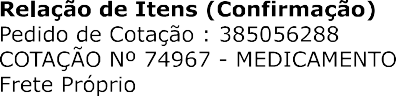 Relação de Itens (Confirmação)
Pedido de Cotação : 385056288
COTAÇÃO Nº 74967 - MEDICAMENTO
Frete Próprio